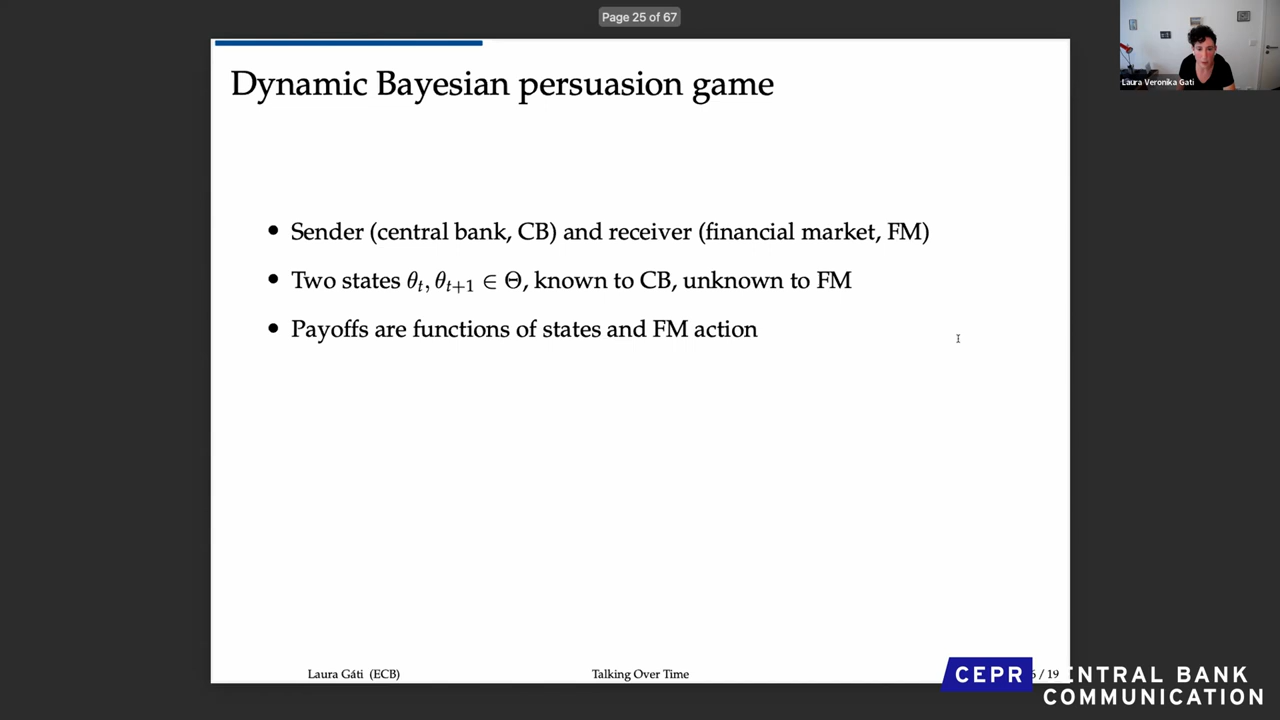 Page 25 of 67
Laura Veronika Gati
Dynamic Bayesian persuasion game
• Sender (central bank, CB) and receiver (financial market, FM)
• Two states θₜ, θₜ₊₁ ∈ Θ, known to CB, unknown to FM
• Payoffs are functions of states and FM action
Laura Gáti (ECB)
Talking Over Time
/ 19
CEPR
ENTRAL BANK
COMMUNICATION